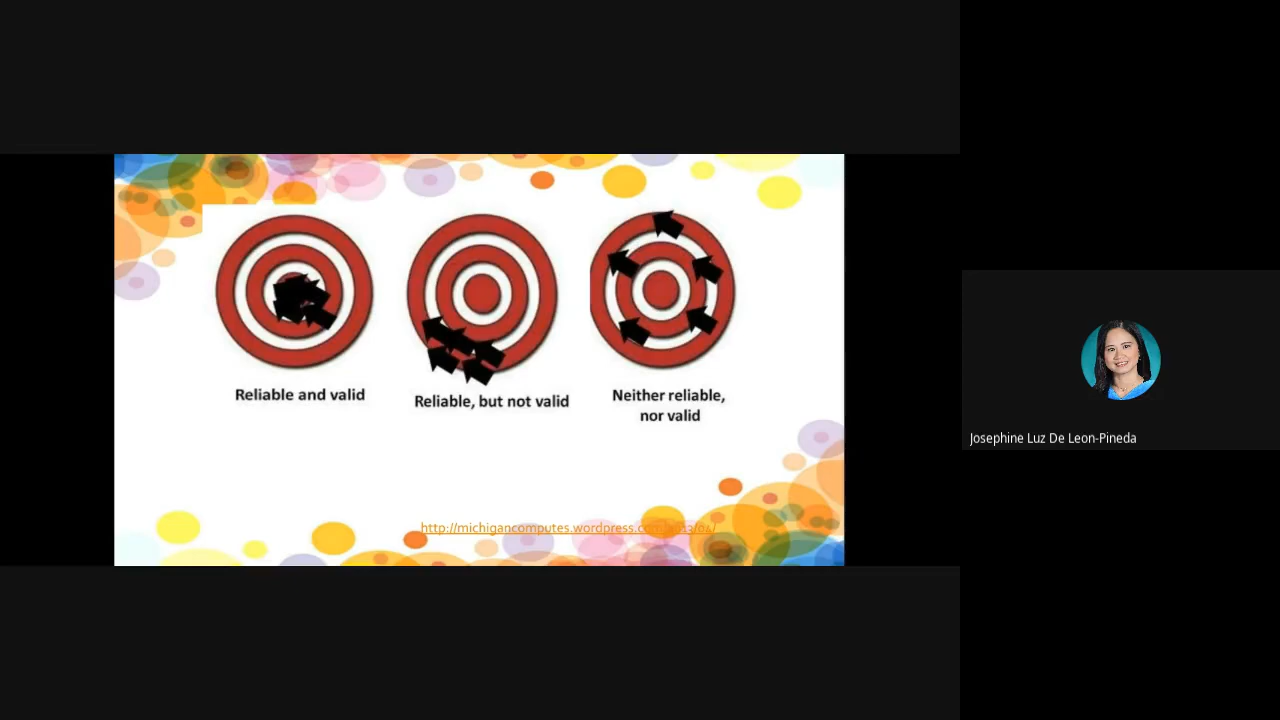 Reliable and valid
Reliable, but not valid
Neither reliable,
nor valid
http://michigancomputes.wordpress.com/
Josephine Luz De Leon-Pineda